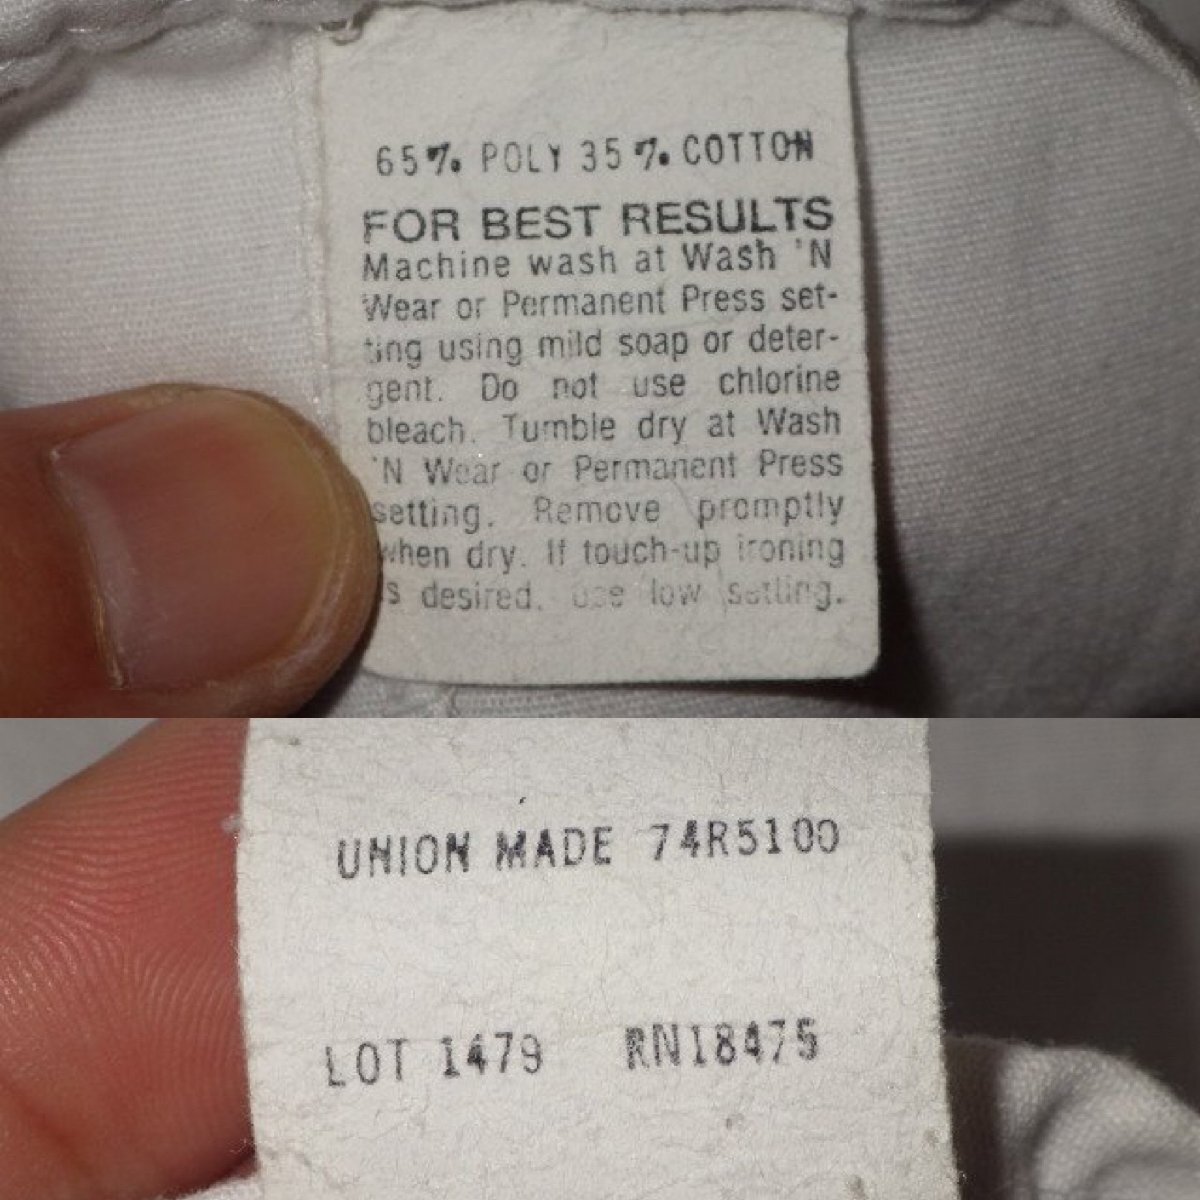 65% POLY 35% COTTON
FOR BEST RESULTS
Machine wash at Wash 'N
Wear or Permanent Press set-
ting using mild soap or deter-
gent. Do not use chlorine
bleach. Tumble dry at Wash
'N Wear or Permanent Press
setting. Remove promptly
when dry. If touch-up ironing
is desired, use low setting.
UNION MADE 74R5100
LOT 1479 RN18475